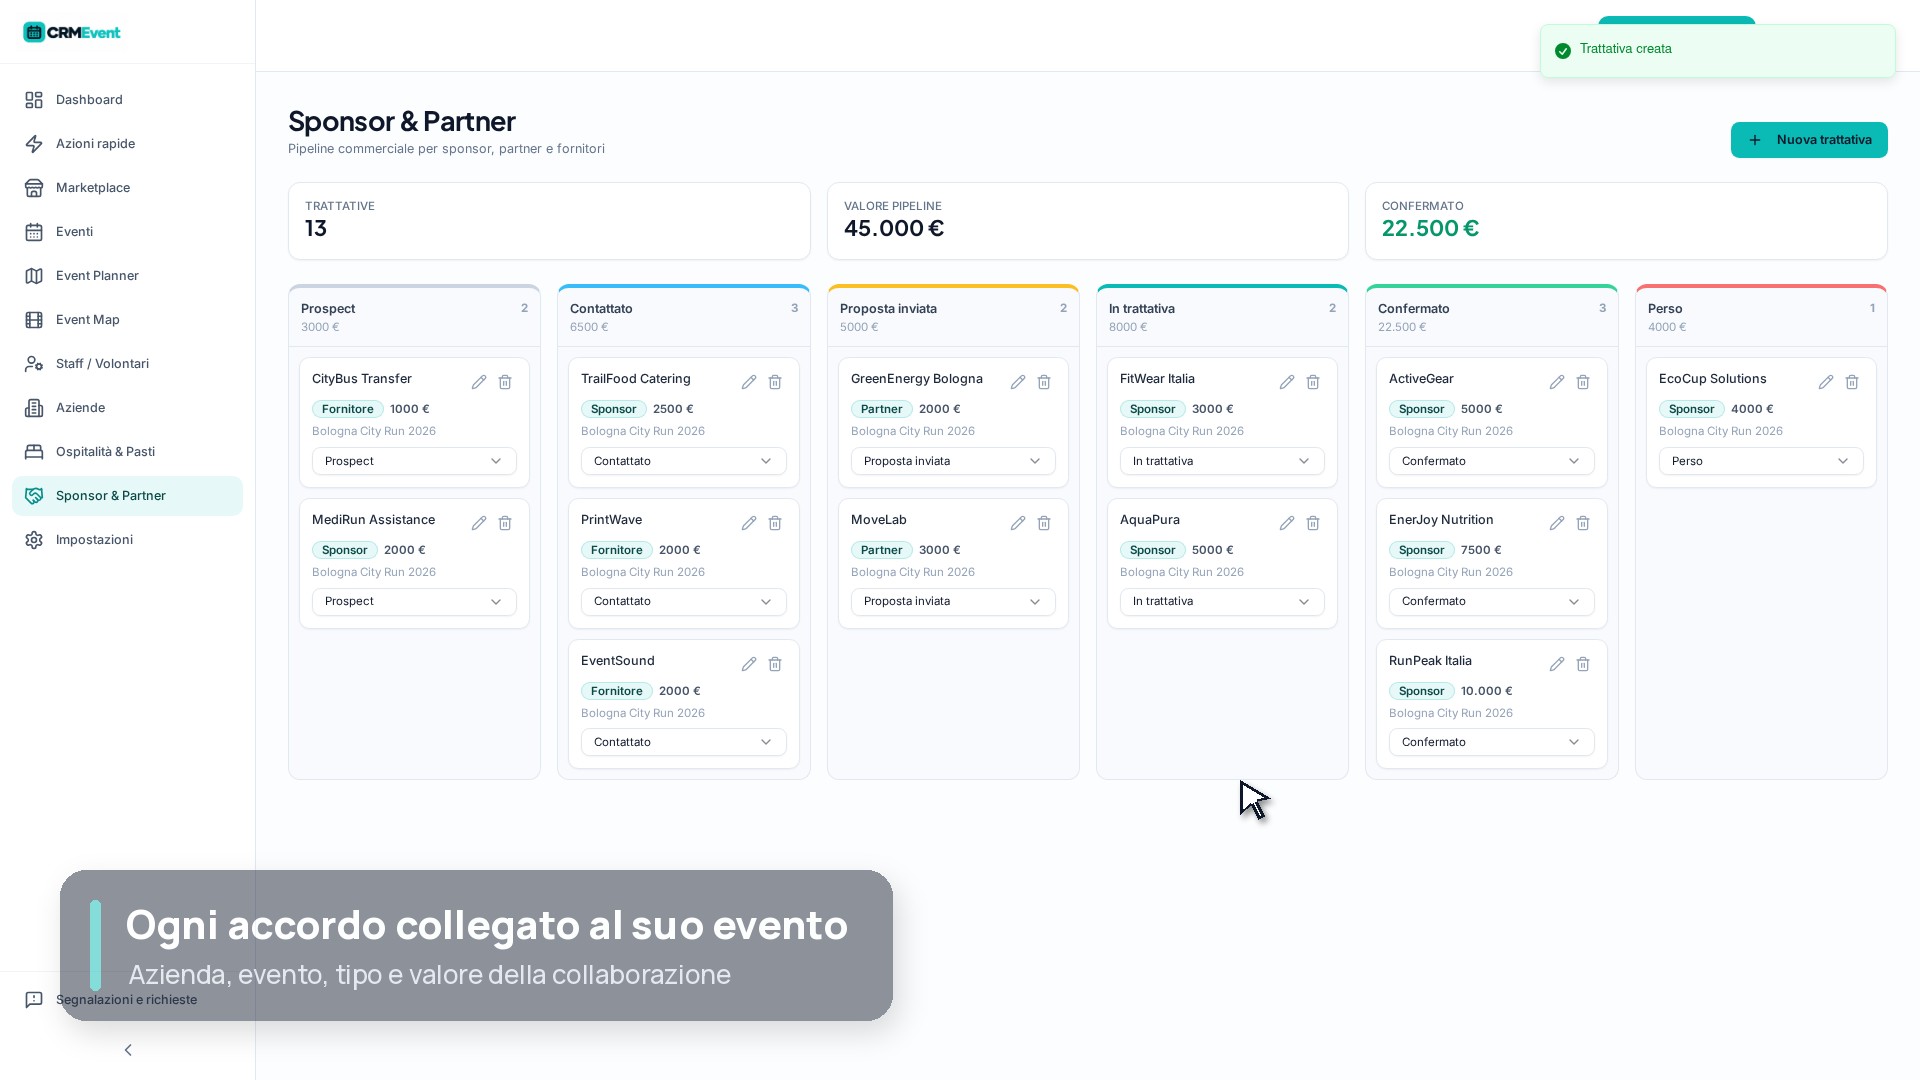 CRMEvent
Dashboard
Azioni rapide
Marketplace
Eventi
Event Planner
Event Map
Staff / Volontari
Aziende
Ospitalità & Pasti
Sponsor & Partner
Impostazioni
Segnalazioni e richieste
Trattativa creata
Sponsor & Partner
Pipeline commerciale per sponsor, partner e fornitori
Nuova trattativa
TRATTATIVE
13
VALORE PIPELINE
45.000 €
CONFERMATO
22.500 €
Prospect 2
3000 €
CityBus Transfer
Fornitore 1000 €
Bologna City Run 2026
Prospect
MediRun Assistance
Sponsor 2000 €
Bologna City Run 2026
Prospect
Contattato 3
6500 €
TrailFood Catering
Sponsor 2500 €
Bologna City Run 2026
Contattato
PrintWave
Fornitore 2000 €
Bologna City Run 2026
Contattato
EventSound
Fornitore 2000 €
Bologna City Run 2026
Contattato
Proposta inviata 2
5000 €
GreenEnergy Bologna
Partner 2000 €
Bologna City Run 2026
Proposta inviata
MoveLab
Partner 3000 €
Bologna City Run 2026
Proposta inviata
In trattativa 2
8000 €
FitWear Italia
Sponsor 3000 €
Bologna City Run 2026
In trattativa
AquaPura
Sponsor 5000 €
Bologna City Run 2026
In trattativa
Confermato 3
22.500 €
ActiveGear
Sponsor 5000 €
Bologna City Run 2026
Confermato
EnerJoy Nutrition
Sponsor 7500 €
Bologna City Run 2026
Confermato
RunPeak Italia
Sponsor 10.000 €
Bologna City Run 2026
Confermato
Perso 1
4000 €
EcoCup Solutions
Sponsor 4000 €
Bologna City Run 2026
Perso
Ogni accordo collegato al suo evento
Azienda, evento, tipo e valore della collaborazione